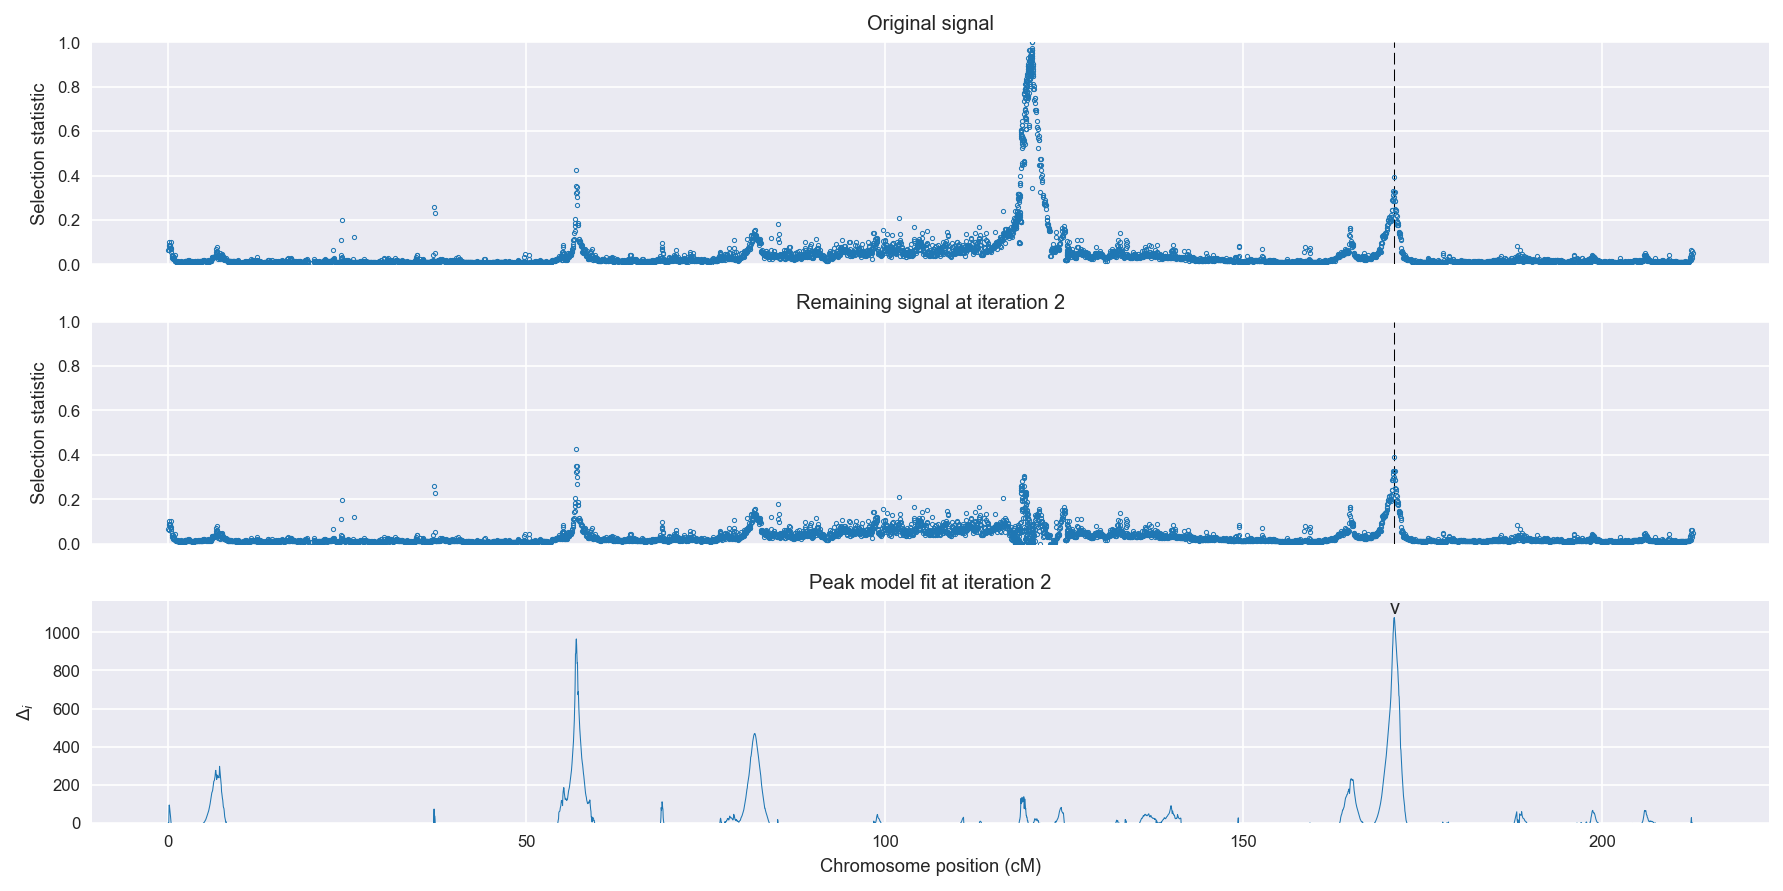 Original signal
1.0
0.8
0.6
0.4
0.2
0.0
Selection statistic
Remaining signal at iteration 2
1.0
0.8
0.6
0.4
0.2
0.0
Selection statistic
Peak model fit at iteration 2
v
1000
800
600
400
200
0
Δi
0 50 100 150 200
Chromosome position (cM)